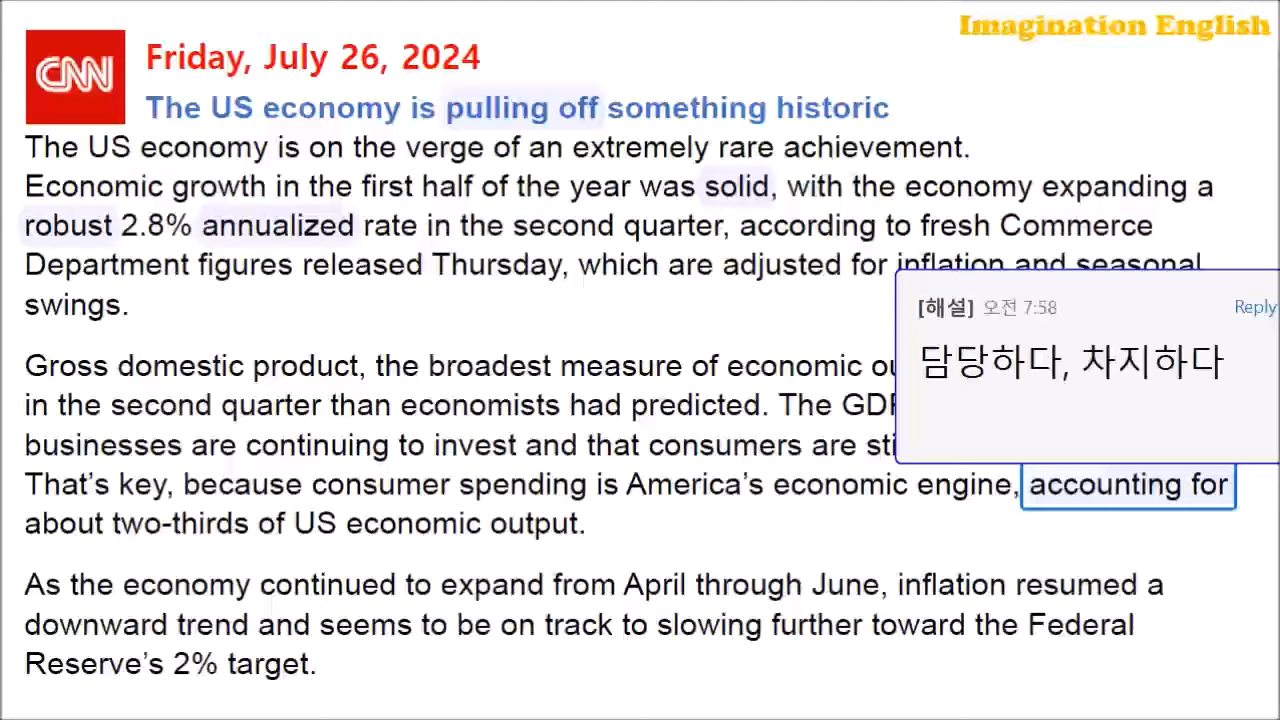 Imagination English
CNN
Friday, July 26, 2024
The US economy is pulling off something historic
The US economy is on the verge of an extremely rare achievement.
Economic growth in the first half of the year was solid, with the economy expanding a
robust 2.8% annualized rate in the second quarter, according to fresh Commerce
Department figures released Thursday, which are adjusted for inflation and seasonal
swings.
Gross domestic product, the broadest measure of economic
in the second quarter than economists had predicted. The
businesses are continuing to invest and that consumers are
That's key, because consumer spending is America's economic engine, accounting for
about two-thirds of US economic output.
As the economy continued to expand from April through June, inflation resumed a
downward trend and seems to be on track to slowing further toward the Federal
Reserve's 2% target.
[해설] 오전 7:58 Reply
담당하다, 차지하다